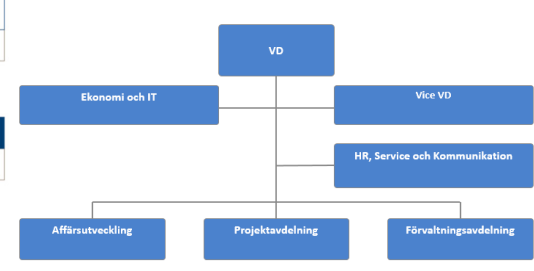 VD
Ekonomi och IT
Vice VD
HR, Service och Kommunikation
Affärsutveckling
Projektavdelning
Förvaltningsavdelning